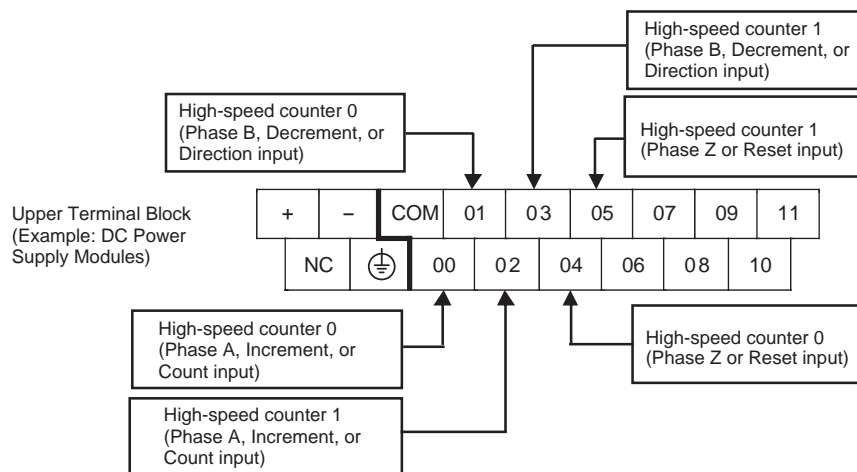 High-speed counter 1
(Phase B, Decrement, or
Direction input)
High-speed counter 0
(Phase B, Decrement, or
Direction input)
High-speed counter 1
(Phase Z or Reset input)
Upper Terminal Block
(Example: DC Power
Supply Modules)
+ − COM 01 03 05 07 09 11
NC 00 02 04 06 08 10
High-speed counter 0
(Phase A, Increment, or
Count input)
High-speed counter 0
(Phase Z or Reset input)
High-speed counter 1
(Phase A, Increment, or
Count input)